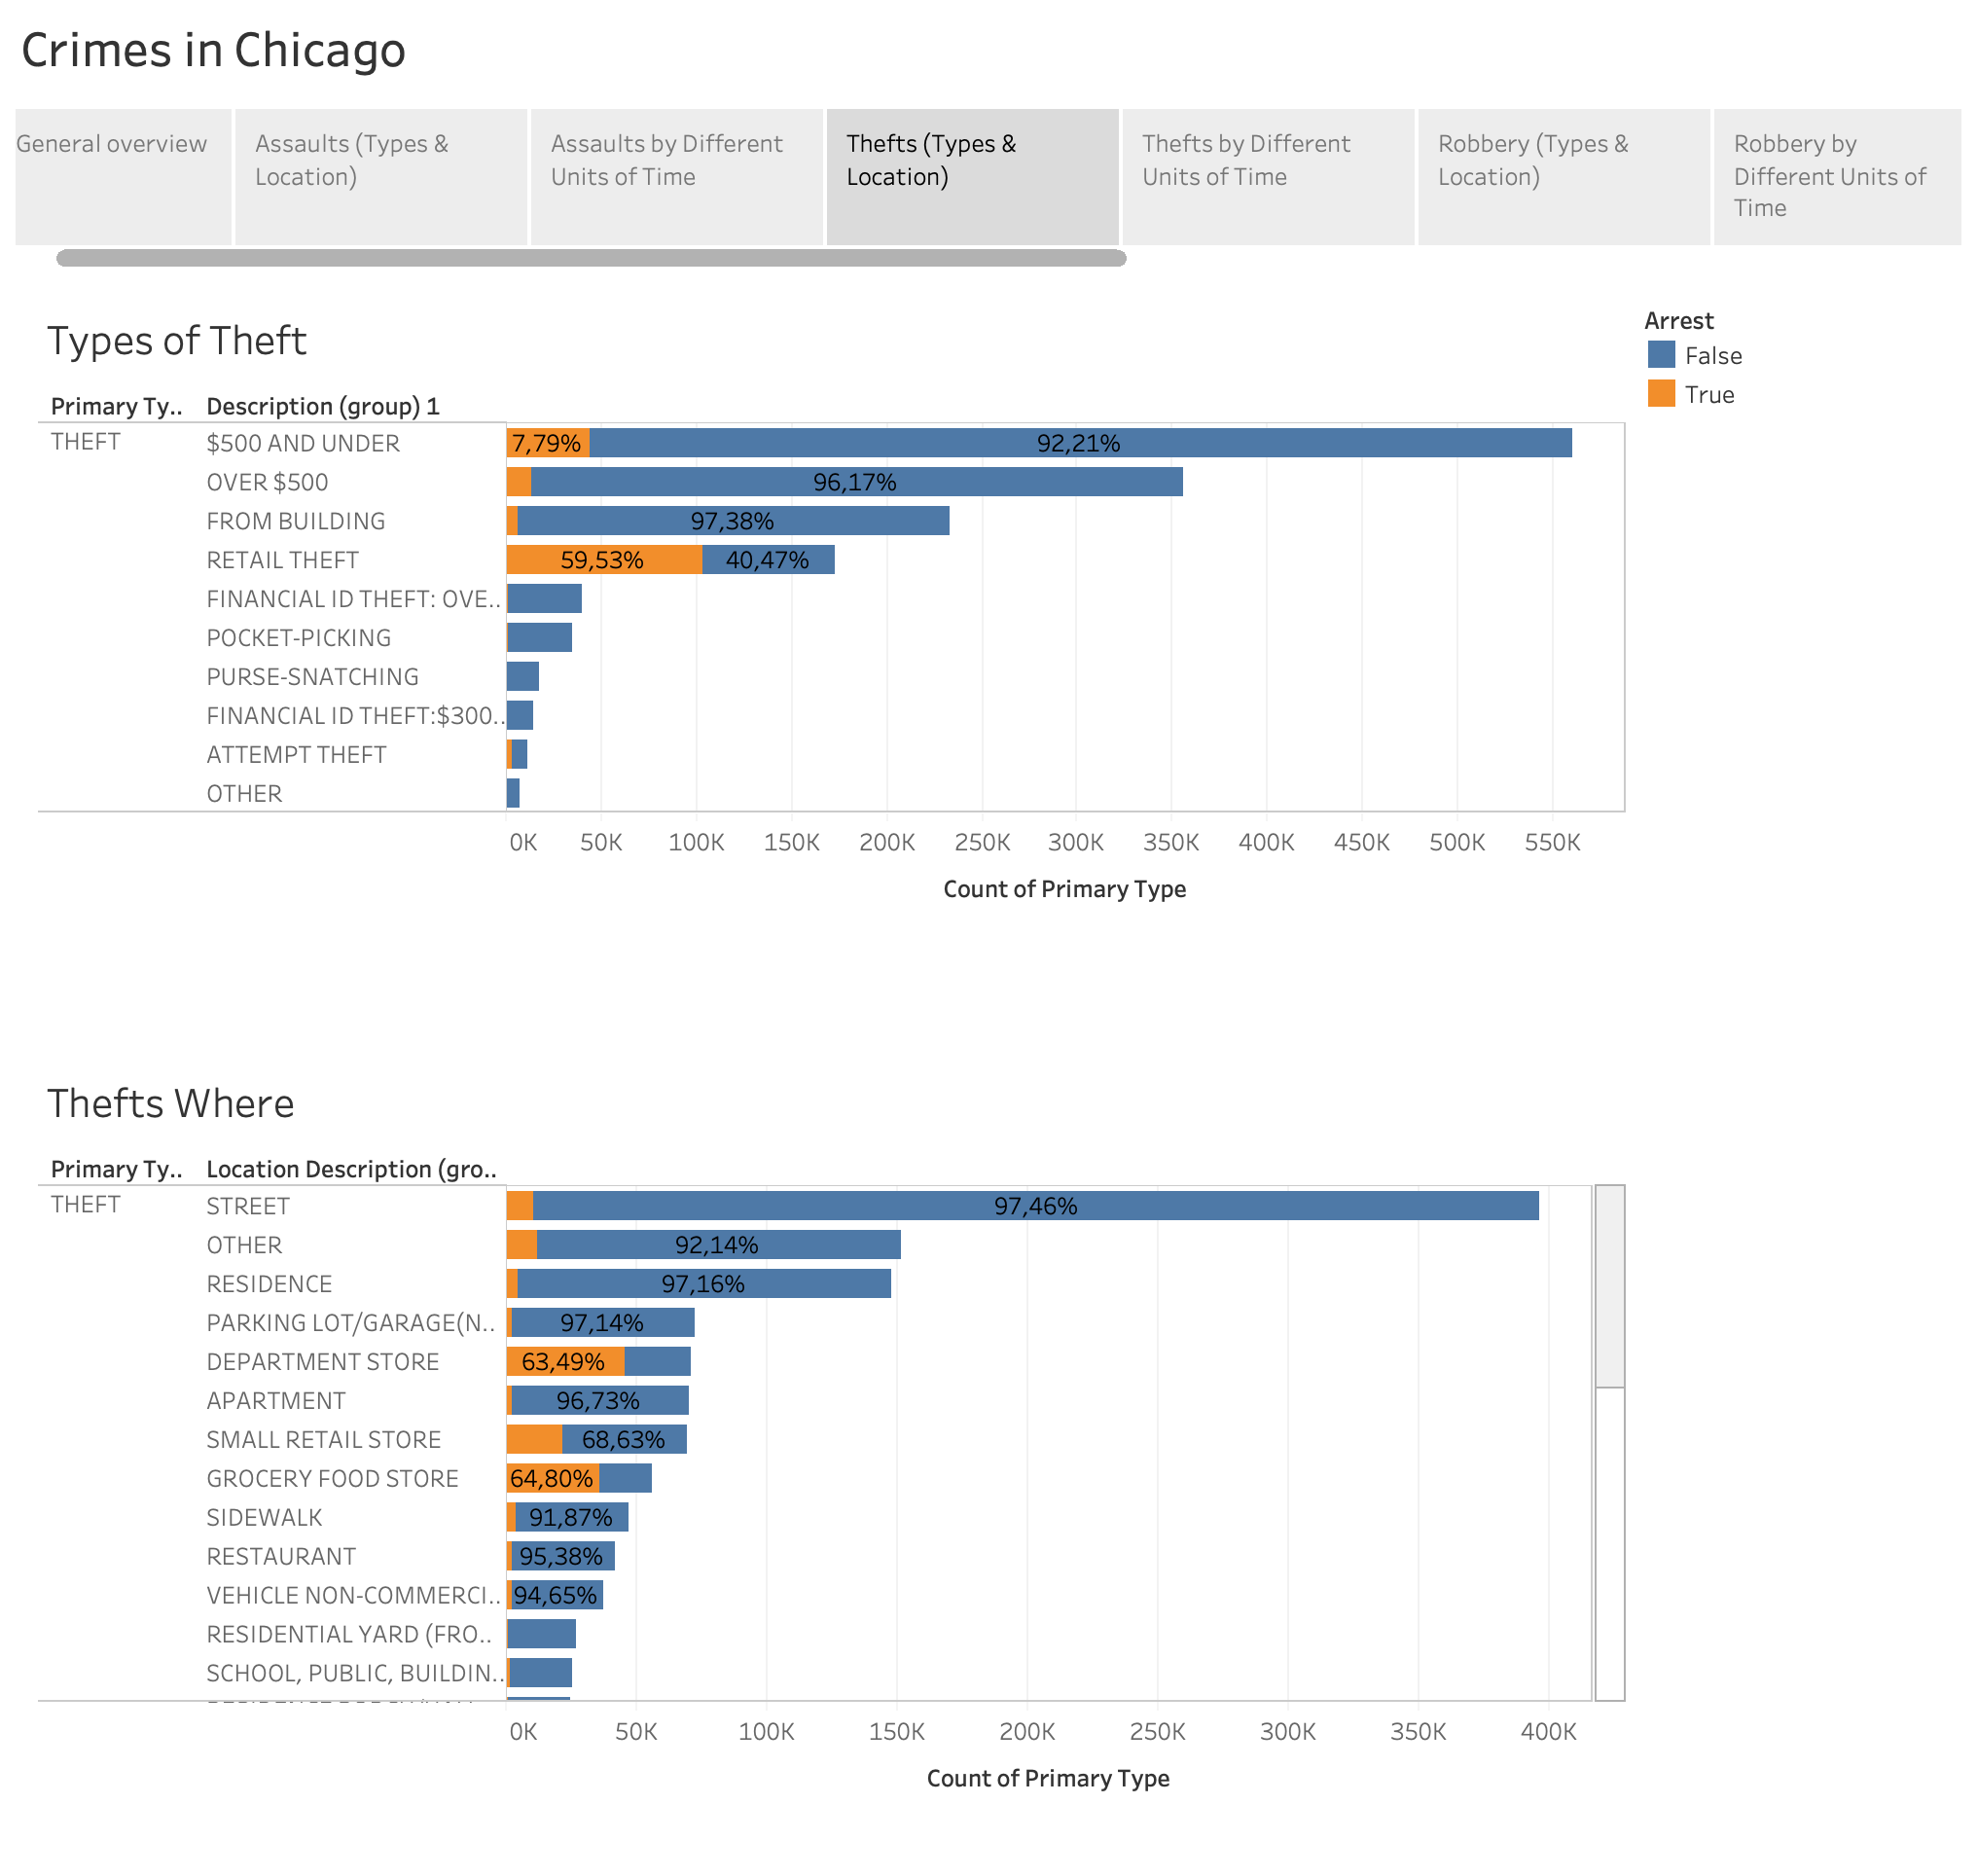 Crimes in Chicago
General overview
Assaults (Types &
Location)
Assaults by Different
Units of Time
Thefts (Types &
Location)
Thefts by Different
Units of Time
Robbery (Types &
Location)
Robbery by
Different Units of
Time
Types of Theft
Arrest
False
True
Primary Ty.. Description (group) 1
THEFT $500 AND UNDER 7,79% 92,21%
OVER $500 96,17%
FROM BUILDING 97,38%
RETAIL THEFT 59,53% 40,47%
FINANCIAL ID THEFT: OVE..
POCKET-PICKING
PURSE-SNATCHING
FINANCIAL ID THEFT:$300..
ATTEMPT THEFT
OTHER
0K 50K 100K 150K 200K 250K 300K 350K 400K 450K 500K 550K
Count of Primary Type
Thefts Where
Primary Ty.. Location Description (gro..
THEFT STREET 97,46%
OTHER 92,14%
RESIDENCE 97,16%
PARKING LOT/GARAGE(N.. 97,14%
DEPARTMENT STORE 63,49%
APARTMENT 96,73%
SMALL RETAIL STORE 68,63%
GROCERY FOOD STORE 64,80%
SIDEWALK 91,87%
RESTAURANT 95,38%
VEHICLE NON-COMMERCI.. 94,65%
RESIDENTIAL YARD (FRO..
SCHOOL, PUBLIC, BUILDIN..
0K 50K 100K 150K 200K 250K 300K 350K 400K
Count of Primary Type